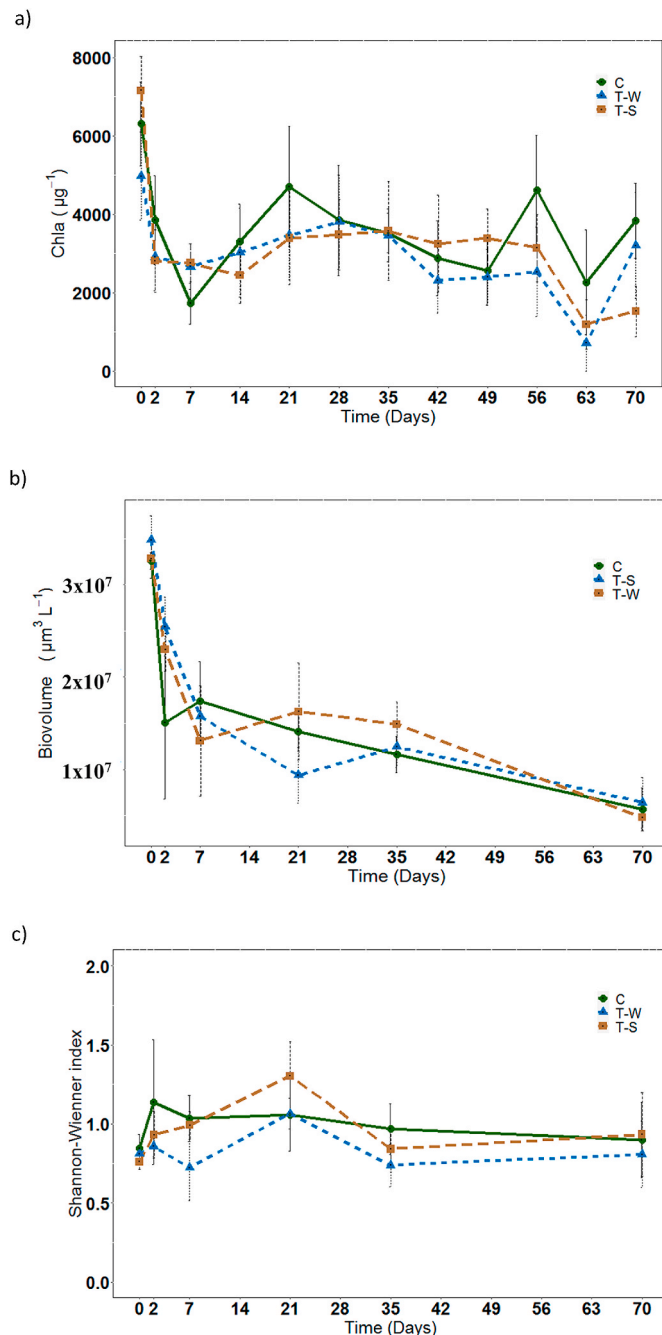 a)
8000
6000
4000
2000
0
Chla ( µg⁻¹)
C
T-W
T-S
0 2 7 14 21 28 35 42 49 56 63 70
Time (Days)
b)
3x10⁷
2x10⁷
1x10⁷
Biovolume ( µm³ L⁻¹)
C
T-S
T-W
0 2 7 14 21 28 35 42 49 56 63 70
Time (Days)
c)
2.0
1.5
1.0
0.5
0.0
Shannon-Wienner index
C
T-W
T-S
0 2 7 14 21 28 35 42 49 56 63 70
Time (Days)